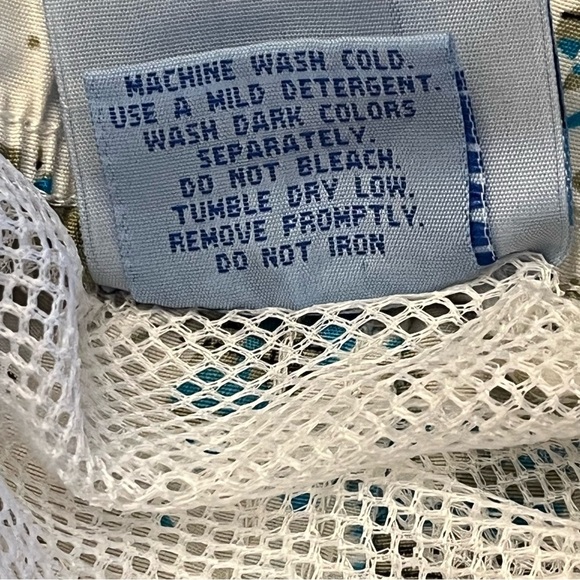 MACHINE WASH COLD.
USE A MILD DETERGENT.
WASH DARK COLORS
SEPARATELY.
DO NOT BLEACH.
TUMBLE DRY LOW.
REMOVE PROMPTLY.
DO NOT IRON